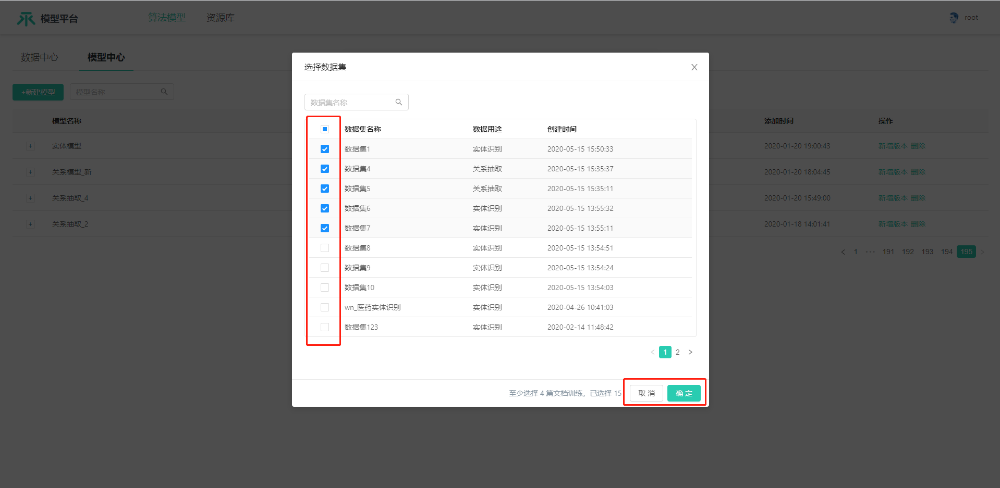 模型平台 算法模型 资源库 root
数据中心 模型中心
+新建模型 模型名称
模型名称 添加时间 操作
实体模型 2020-01-20 19:00:43 新增版本 删除
关系模型_新 2020-01-20 18:04:45 新增版本 删除
关系抽取_4 2020-01-20 15:49:00 新增版本 删除
关系抽取_2 2020-01-18 14:01:41 新增版本 删除
< 1 ··· 191 192 193 194 195 >
选择数据集 X
数据集名称
数据集名称 数据用途 创建时间
数据集1 实体识别 2020-05-15 15:50:33
数据集4 关系抽取 2020-05-15 15:35:37
数据集5 关系抽取 2020-05-15 15:35:11
数据集6 实体识别 2020-05-15 13:55:32
数据集7 实体识别 2020-05-15 13:55:11
数据集8 实体识别 2020-05-15 13:54:51
数据集9 实体识别 2020-05-15 13:54:24
数据集10 实体识别 2020-05-15 13:54:03
wn_医药实体识别 实体识别 2020-04-26 10:41:03
数据集123 实体识别 2020-02-14 11:48:42
< 1 2 >
至少选择 4 篇文档训练，已选择 15 取 消 确 定